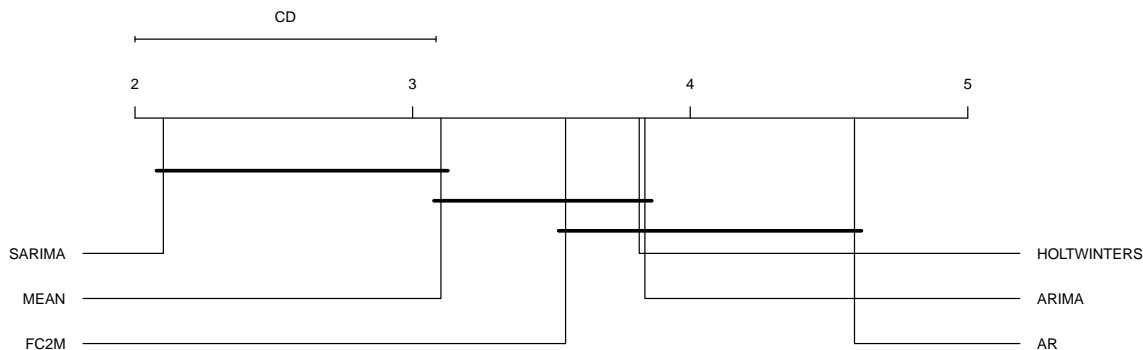 CD
2 3 4 5
SARIMA HOLTWINTERS
MEAN ARIMA
FC2M AR